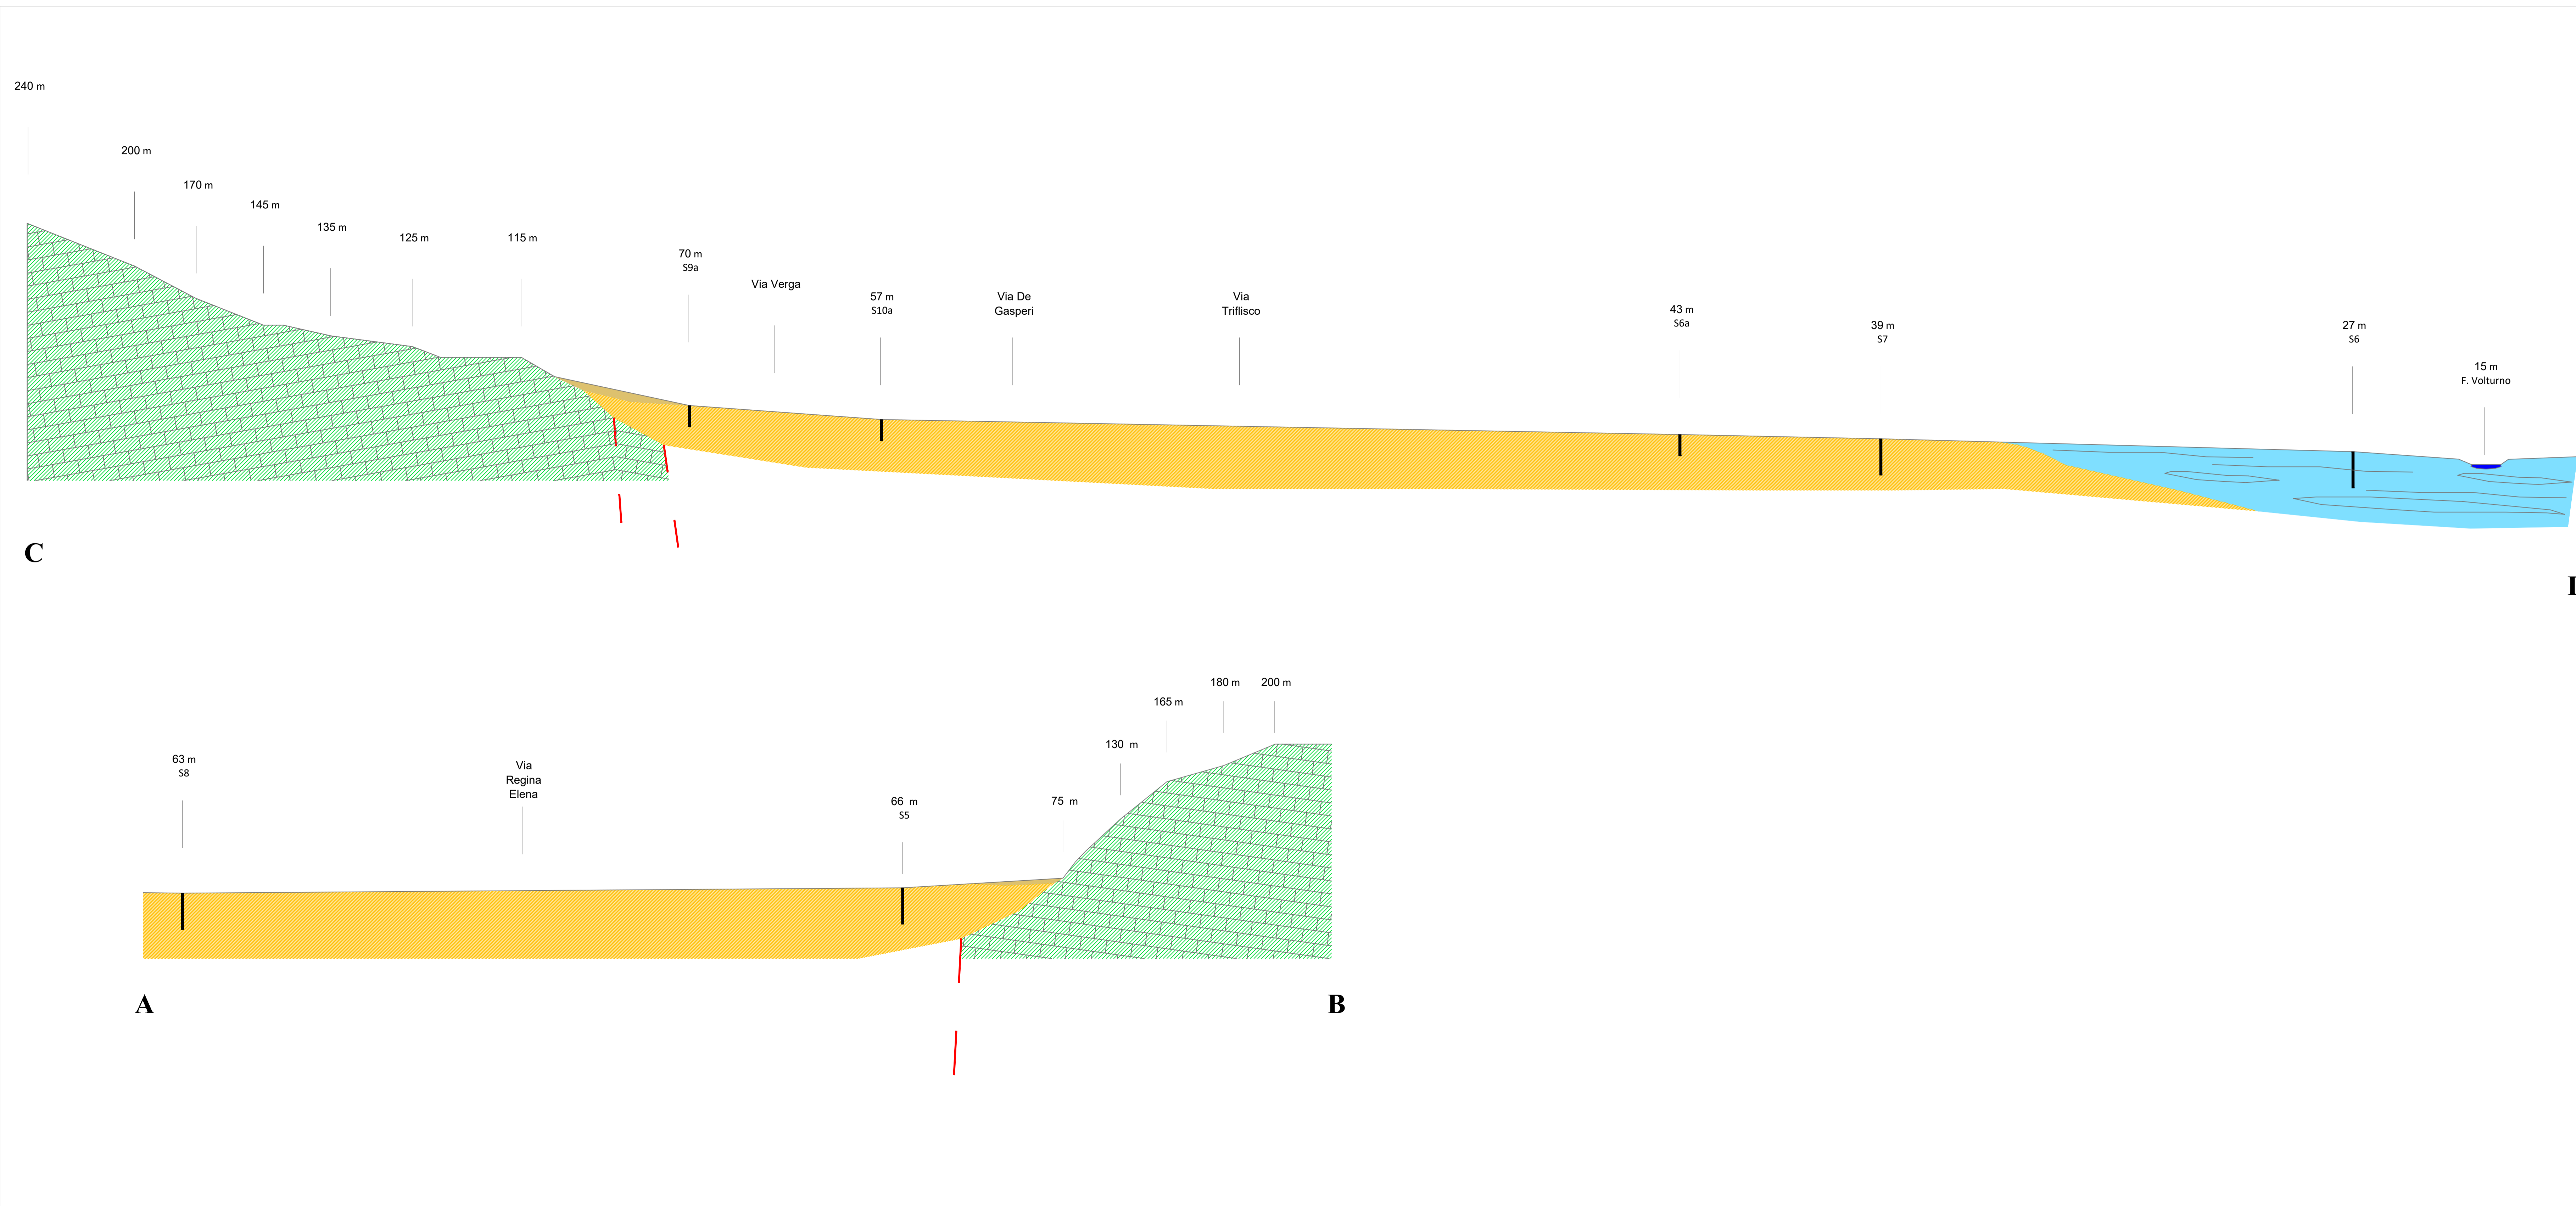 240 m
200 m
170 m
145 m
135 m
125 m
115 m
70 m
S9a
Via Verga
57 m
S10a
Via De
Gasperi
Via
Triflisco
43 m
S6a
39 m
S7
27 m
S6
15 m
F. Volturno
C
63 m
S8
Via
Regina
Elena
66 m
S5
75 m
130 m
165 m
180 m
200 m
A
B